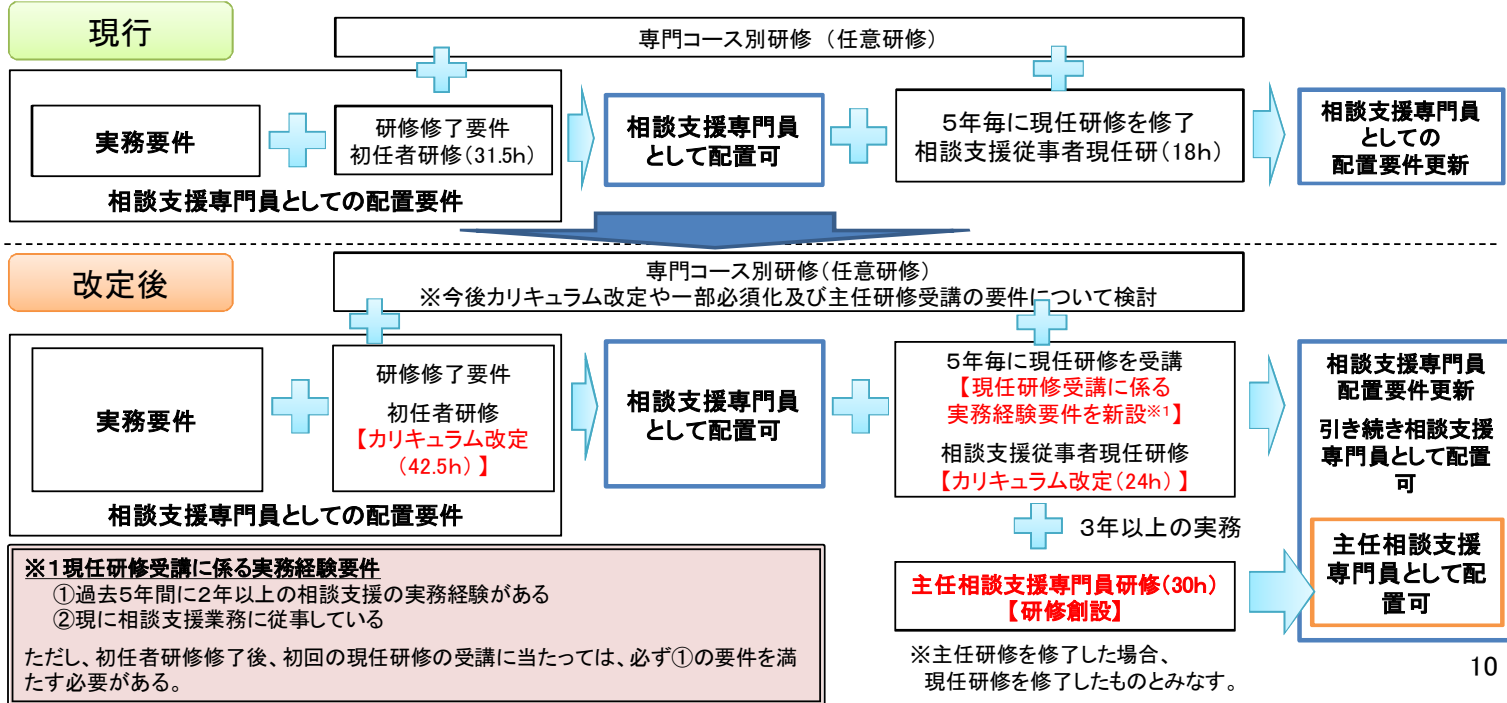 現行
専門コース別研修 (任意研修)
実務要件
研修修了要件
初任者研修(31.5h)
相談支援専門員としての配置要件
相談支援専門員
として配置可
5年毎に現任研修を修了
相談支援従事者現任研(18h)
相談支援専門員
としての
配置要件更新
改定後
専門コース別研修(任意研修)
※今後カリキュラム改定や一部必須化及び主任研修受講の要件について検討
実務要件
研修修了要件
初任者研修
【カリキュラム改定
(42.5h)】
相談支援専門員としての配置要件
相談支援専門員
として配置可
5年毎に現任研修を受講
【現任研修受講に係る
実務経験要件を新設※1】
相談支援従事者現任研修
【カリキュラム改定(24h)】
3年以上の実務
主任相談支援専門員研修(30h)
【研修創設】
※主任研修を修了した場合、
現任研修を修了したものとみなす。
相談支援専門員
配置要件更新
引き続き相談支援
専門員として配置
可
主任相談支援
専門員として配
置可
※1現任研修受講に係る実務経験要件
①過去5年間に2年以上の相談支援の実務経験がある
②現に相談支援業務に従事している
ただし、初任者研修修了後、初回の現任研修の受講に当たっては、必ず①の要件を満
たす必要がある。
10